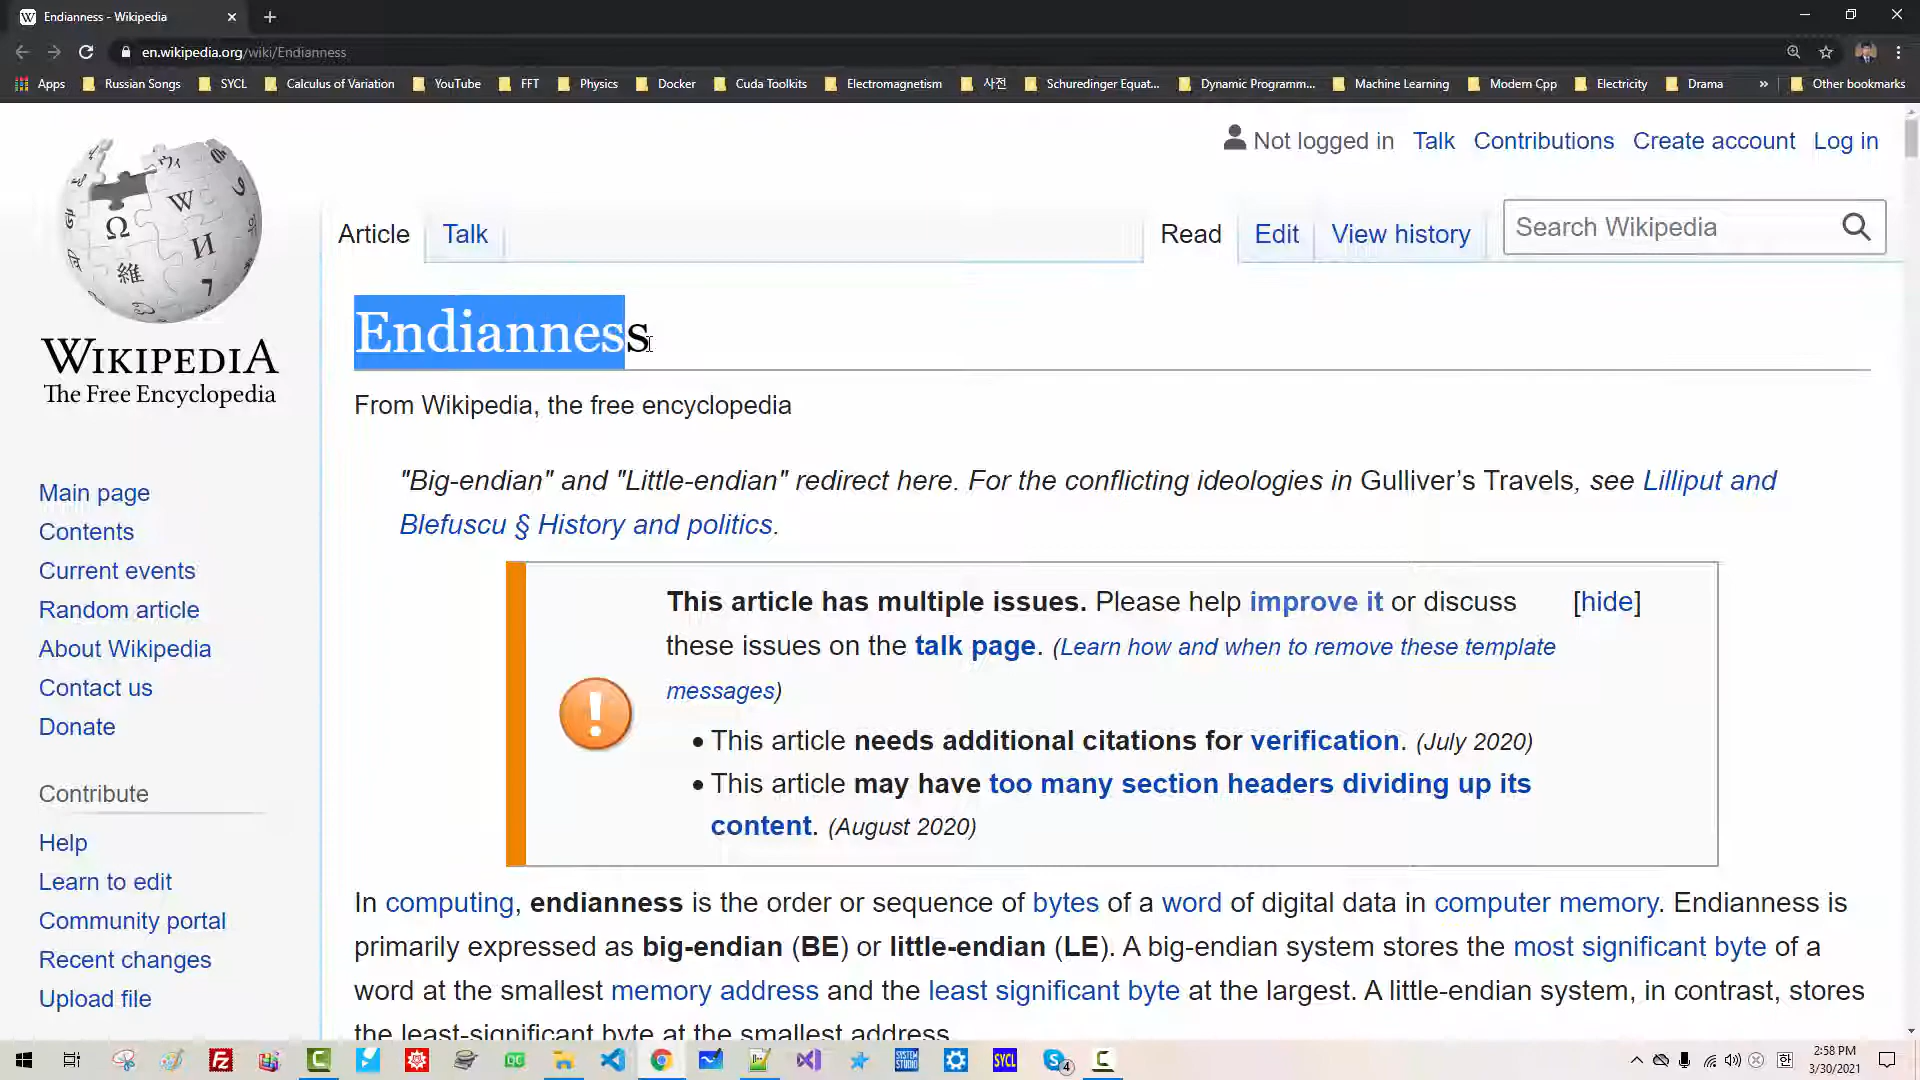 Endianness - Wikipedia
en.wikipedia.org/wiki/Endianness
Apps Russian Songs SYCL Calculus of Variation YouTube FFT Physics Docker Cuda Toolkits Electromagnetism 사전 Schuredinger Equat... Dynamic Programm... Machine Learning Modern Cpp Electricity Drama » Other bookmarks
Not logged in Talk Contributions Create account Log in
Article Talk Read Edit View history Search Wikipedia
WIKIPEDIA
The Free Encyclopedia
Main page
Contents
Current events
Random article
About Wikipedia
Contact us
Donate
Contribute
Help
Learn to edit
Community portal
Recent changes
Upload file
Endianness
From Wikipedia, the free encyclopedia
"Big-endian" and "Little-endian" redirect here. For the conflicting ideologies in Gulliver’s Travels, see Lilliput and
Blefuscu § History and politics.
This article has multiple issues. Please help improve it or discuss [hide]
these issues on the talk page. (Learn how and when to remove these template
messages)
• This article needs additional citations for verification. (July 2020)
• This article may have too many section headers dividing up its
content. (August 2020)
In computing, endianness is the order or sequence of bytes of a word of digital data in computer memory. Endianness is
primarily expressed as big-endian (BE) or little-endian (LE). A big-endian system stores the most significant byte of a
word at the smallest memory address and the least significant byte at the largest. A little-endian system, in contrast, stores
the least-significant byte at the smallest address.
SYSTEM
STUDIO
SYCL
4
한
2:58 PM
3/30/2021